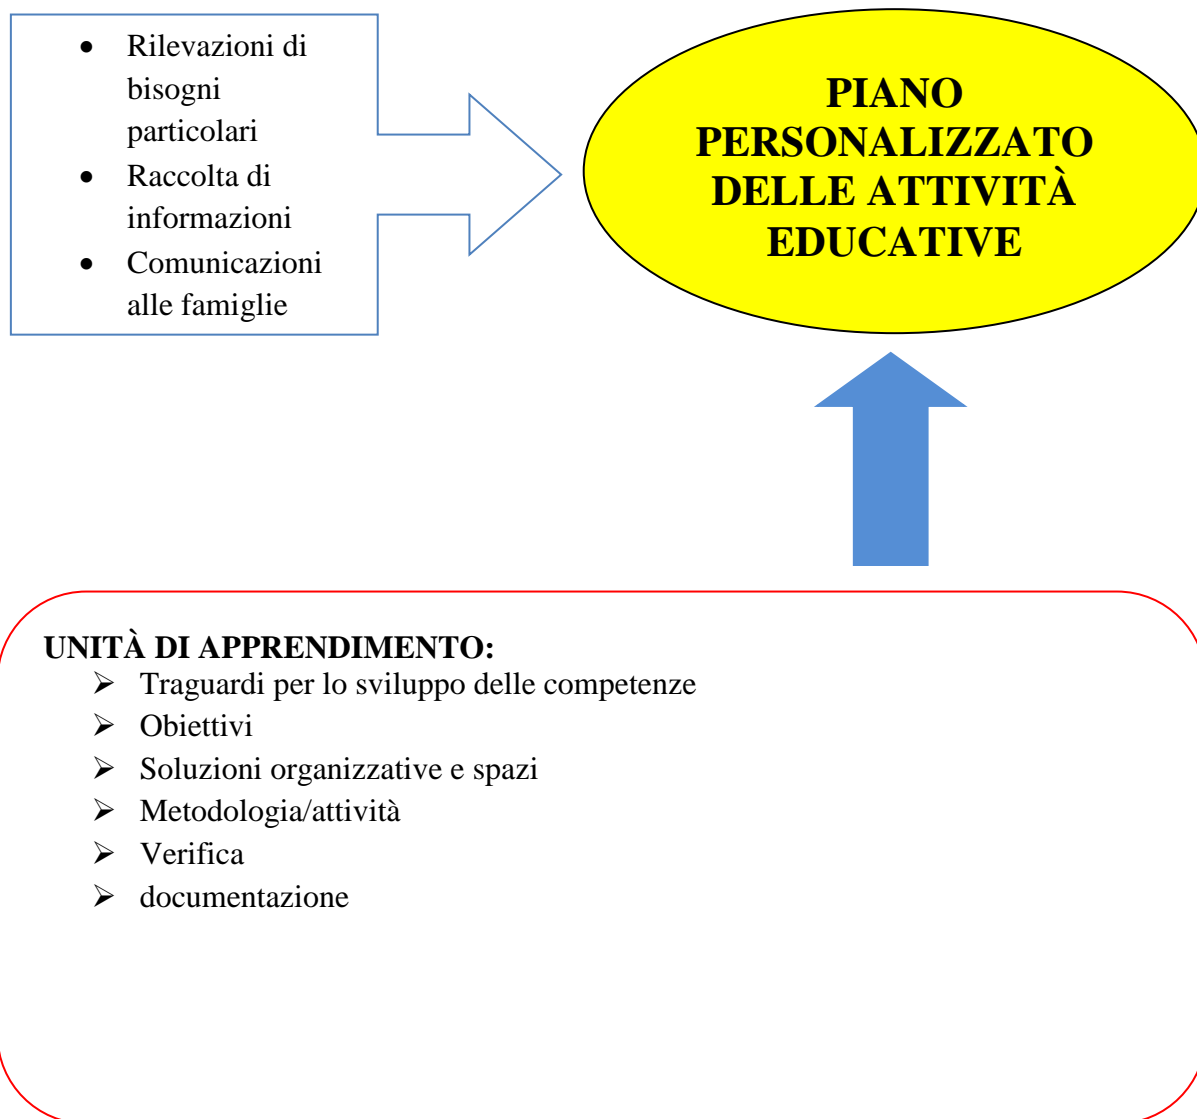 • Rilevazioni di
bisogni
particolari
• Raccolta di
informazioni
• Comunicazioni
alle famiglie
PIANO
PERSONALIZZATO
DELLE ATTIVITÀ
EDUCATIVE
UNITÀ DI APPRENDIMENTO:
➢ Traguardi per lo sviluppo delle competenze
➢ Obiettivi
➢ Soluzioni organizzative e spazi
➢ Metodologia/attività
➢ Verifica
➢ documentazione